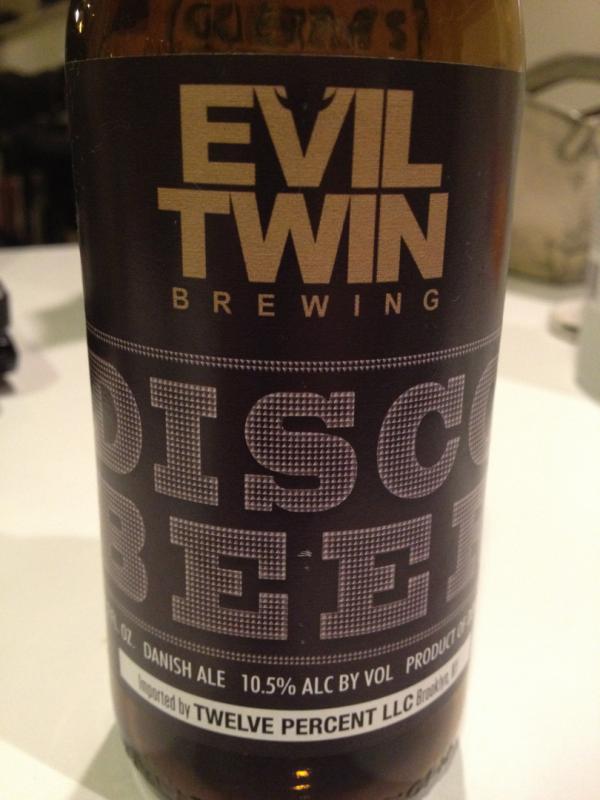 EVIL
TWIN
BREWING
DISCO
BEER
FL. OZ. DANISH ALE 10.5% ALC BY VOL PRODUCT OF
Imported by TWELVE PERCENT LLC Brooklyn, NY